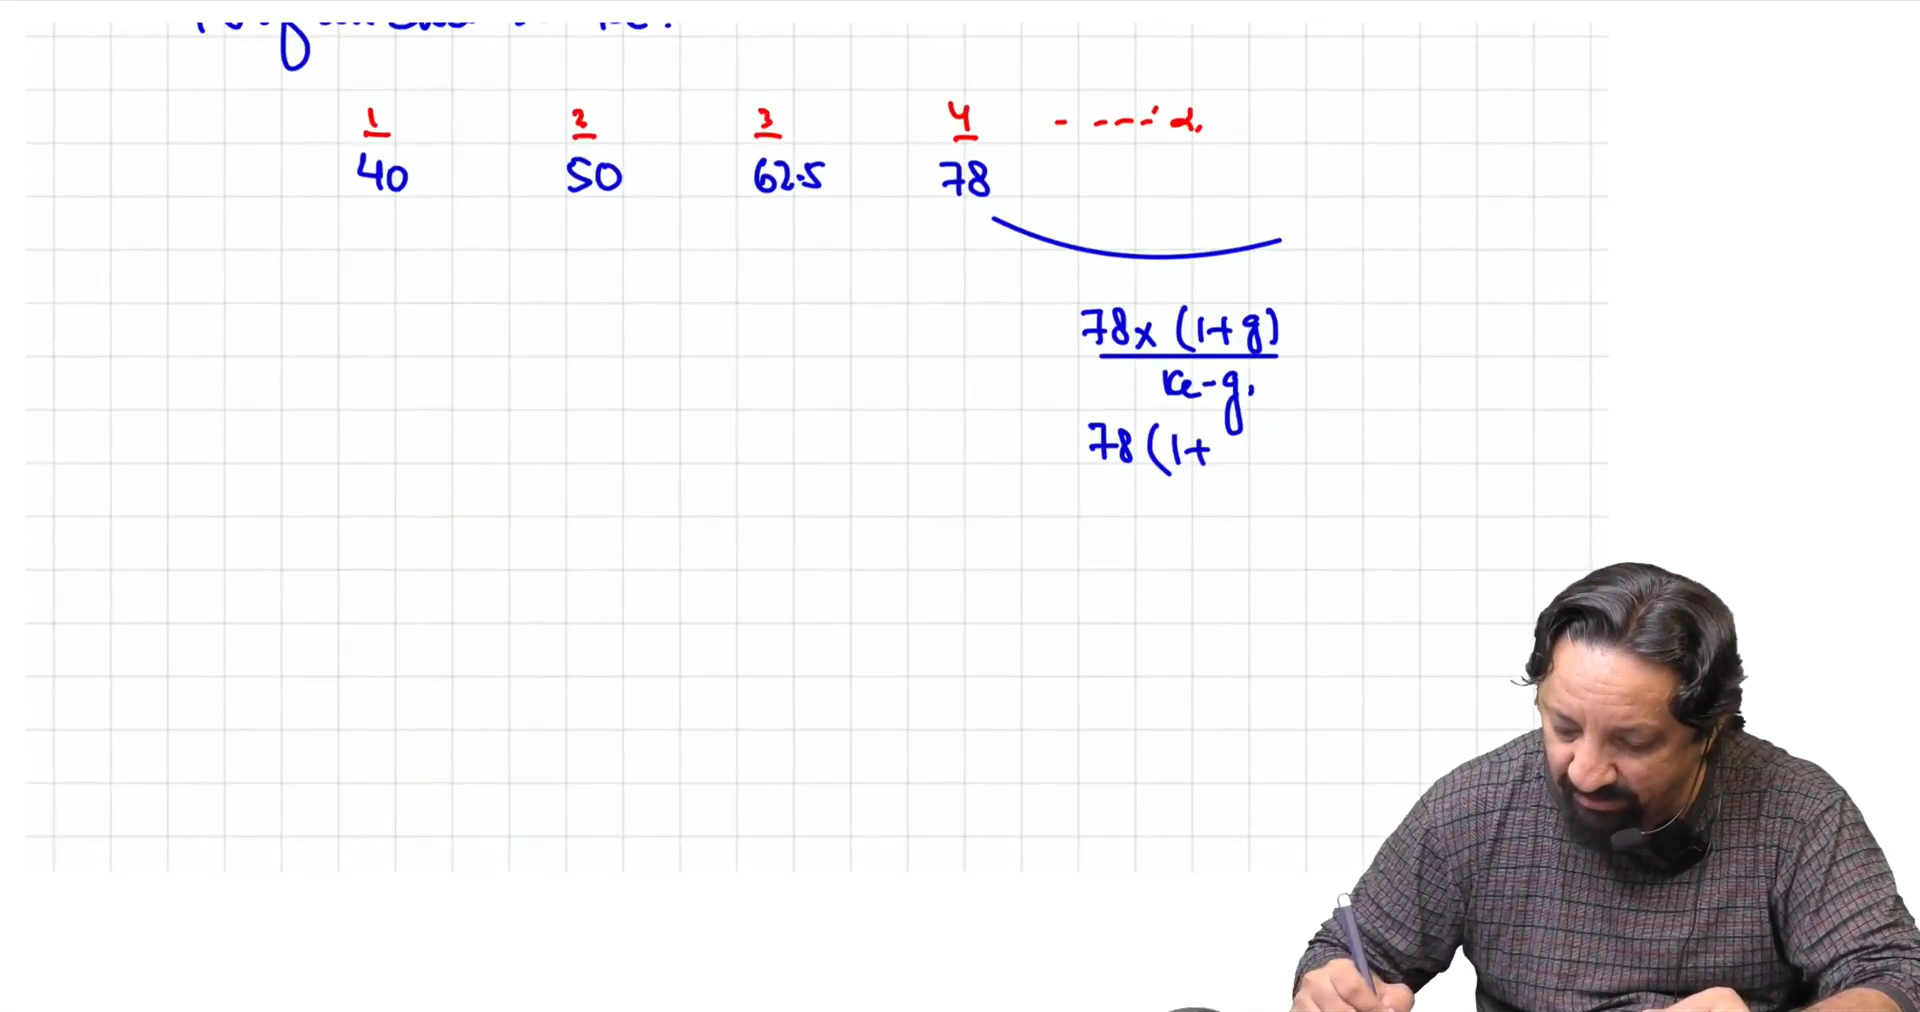 1 2 3 4 - ---- α.
40 50 62.5 78
78x (1+g)
ke-g.
78 (1+